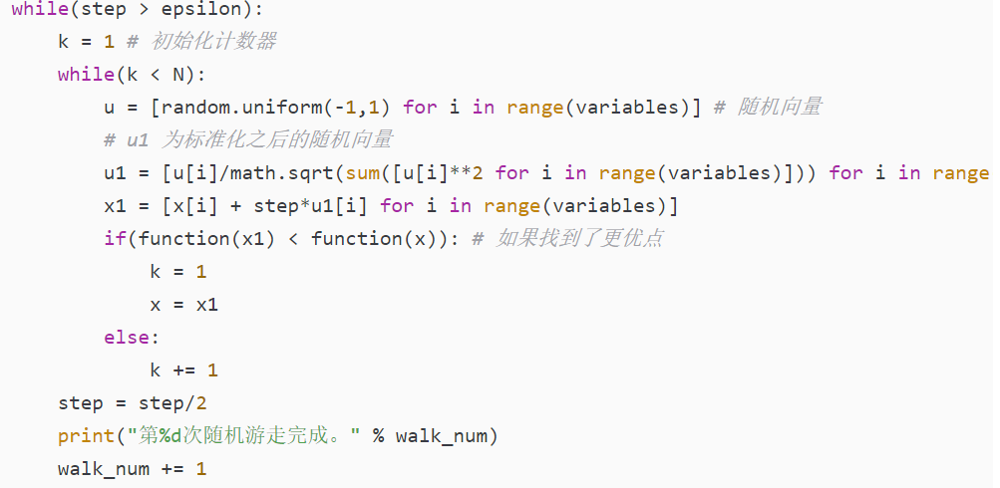 while(step > epsilon):
    k = 1 # 初始化计数器
    while(k < N):
        u = [random.uniform(-1,1) for i in range(variables)] # 随机向量
        # u1 为标准化之后的随机向量
        u1 = [u[i]/math.sqrt(sum([u[i]**2 for i in range(variables)])) for i in range
        x1 = [x[i] + step*u1[i] for i in range(variables)]
        if(function(x1) < function(x)): # 如果找到了更优点
            k = 1
            x = x1
        else:
            k += 1
    step = step/2
    print("第%d次随机游走完成。" % walk_num)
    walk_num += 1